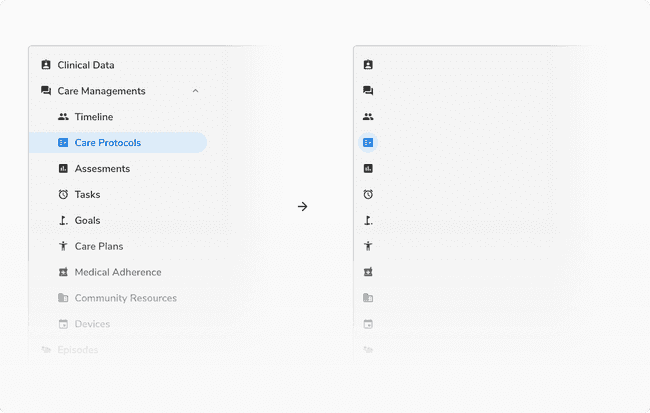 Clinical Data
Care Managements
Timeline
Care Protocols
Assesments
Tasks
Goals
Care Plans
Medical Adherence
Community Resources
Devices
Episodes